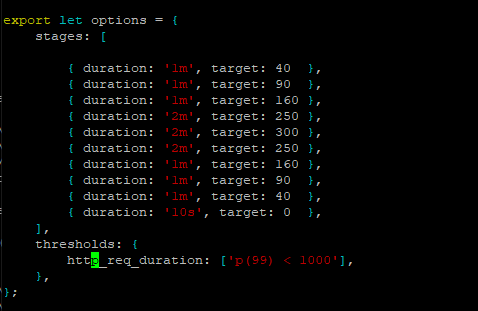 export let options = {
stages: [
{ duration: '1m', target: 40 },
{ duration: '1m', target: 90 },
{ duration: '1m', target: 160 },
{ duration: '2m', target: 250 },
{ duration: '2m', target: 300 },
{ duration: '2m', target: 250 },
{ duration: '1m', target: 160 },
{ duration: '1m', target: 90 },
{ duration: '1m', target: 40 },
{ duration: '10s', target: 0 },
],
thresholds: {
http_req_duration: ['p(99) < 1000'],
},
};